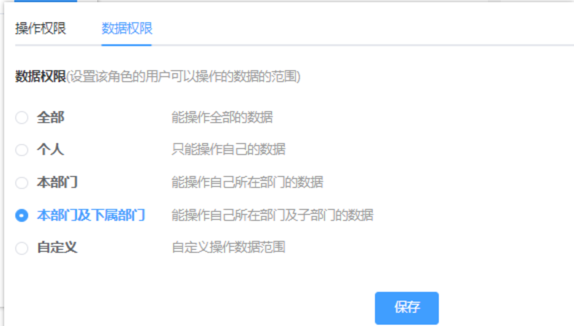 操作权限 数据权限
数据权限(设置该角色的用户可以操作的数据的范围)
全部 能操作全部的数据
个人 只能操作自己的数据
本部门 能操作自己所在部门的数据
本部门及下属部门 能操作自己所在部门及子部门的数据
自定义 自定义操作数据范围
保存